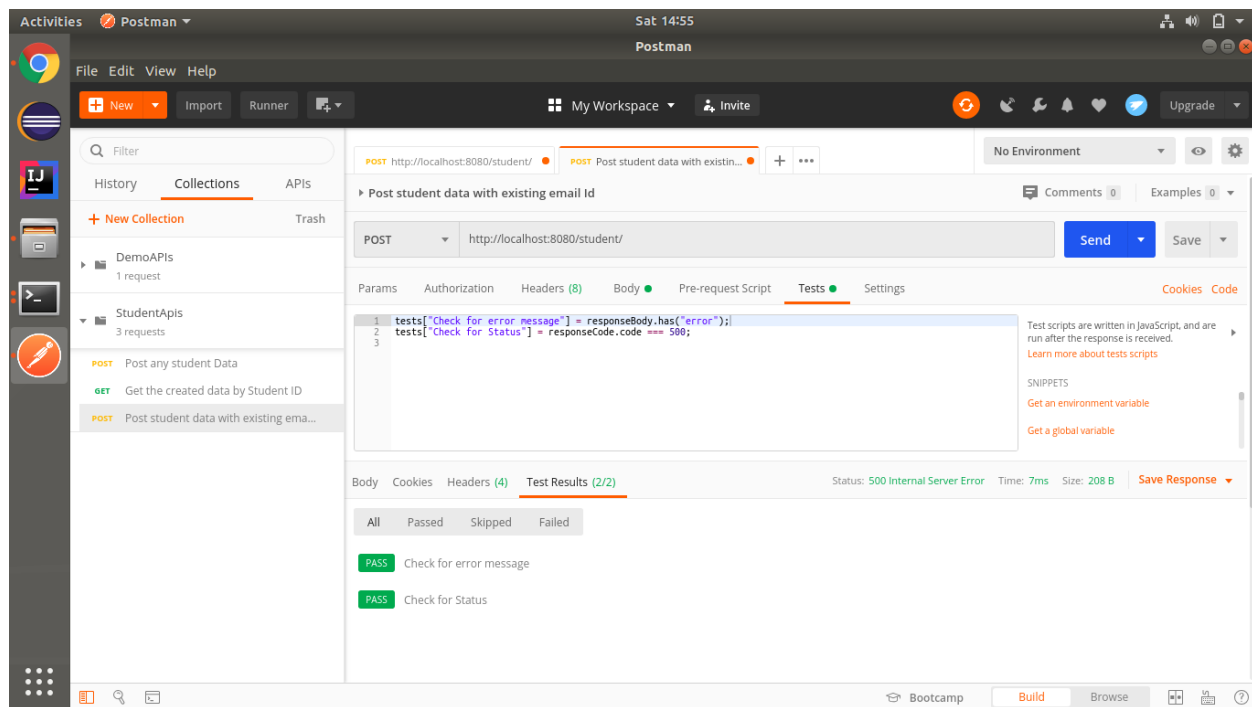 Activities Postman Sat 14:55
Postman
File Edit View Help
New Import Runner My Workspace Invite Upgrade
Filter
History Collections APIs
New Collection Trash
DemoAPIs
1 request
StudentApis
3 requests
POST Post any student Data
GET Get the created data by Student ID
POST Post student data with existing ema...
POST http://localhost:8080/student/ POST Post student data with existin... No Environment
Post student data with existing email Id Comments 0 Examples 0
POST http://localhost:8080/student/ Send Save
Params Authorization Headers (8) Body Pre-request Script Tests Settings Cookies Code
1 tests["Check for error message"] = responseBody.has("error");
2 tests["Check for Status"] = responseCode.code === 500;
3
Test scripts are written in JavaScript, and are
run after the response is received.
Learn more about tests scripts
SNIPPETS
Get an environment variable
Get a global variable
Body Cookies Headers (4) Test Results (2/2) Status: 500 Internal Server Error Time: 7ms Size: 208 B Save Response
All Passed Skipped Failed
PASS Check for error message
PASS Check for Status
Bootcamp Build Browse